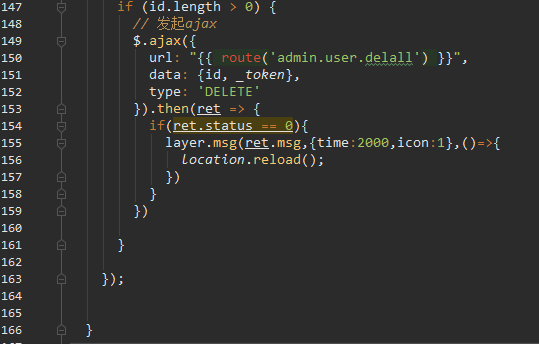 147 if (id.length > 0) {
148 // 发起ajax
149 $.ajax({
150 url: "{{ route('admin.user.delall') }}",
151 data: {id, _token},
152 type: 'DELETE'
153 }).then(ret => {
154 if(ret.status == 0){
155 layer.msg(ret.msg,{time:2000,icon:1},()=>{
156 location.reload();
157 })
158 }
159 })
160
161 }
162
163 });
164
165
166 }